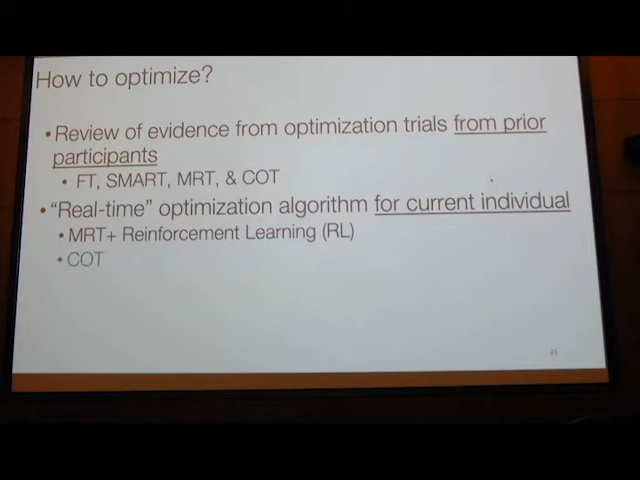 How to optimize?
•Review of evidence from optimization trials from prior
participants
• FT, SMART, MRT, & COT
•"Real-time" optimization algorithm for current individual
•MRT+ Reinforcement Learning (RL)
•COT